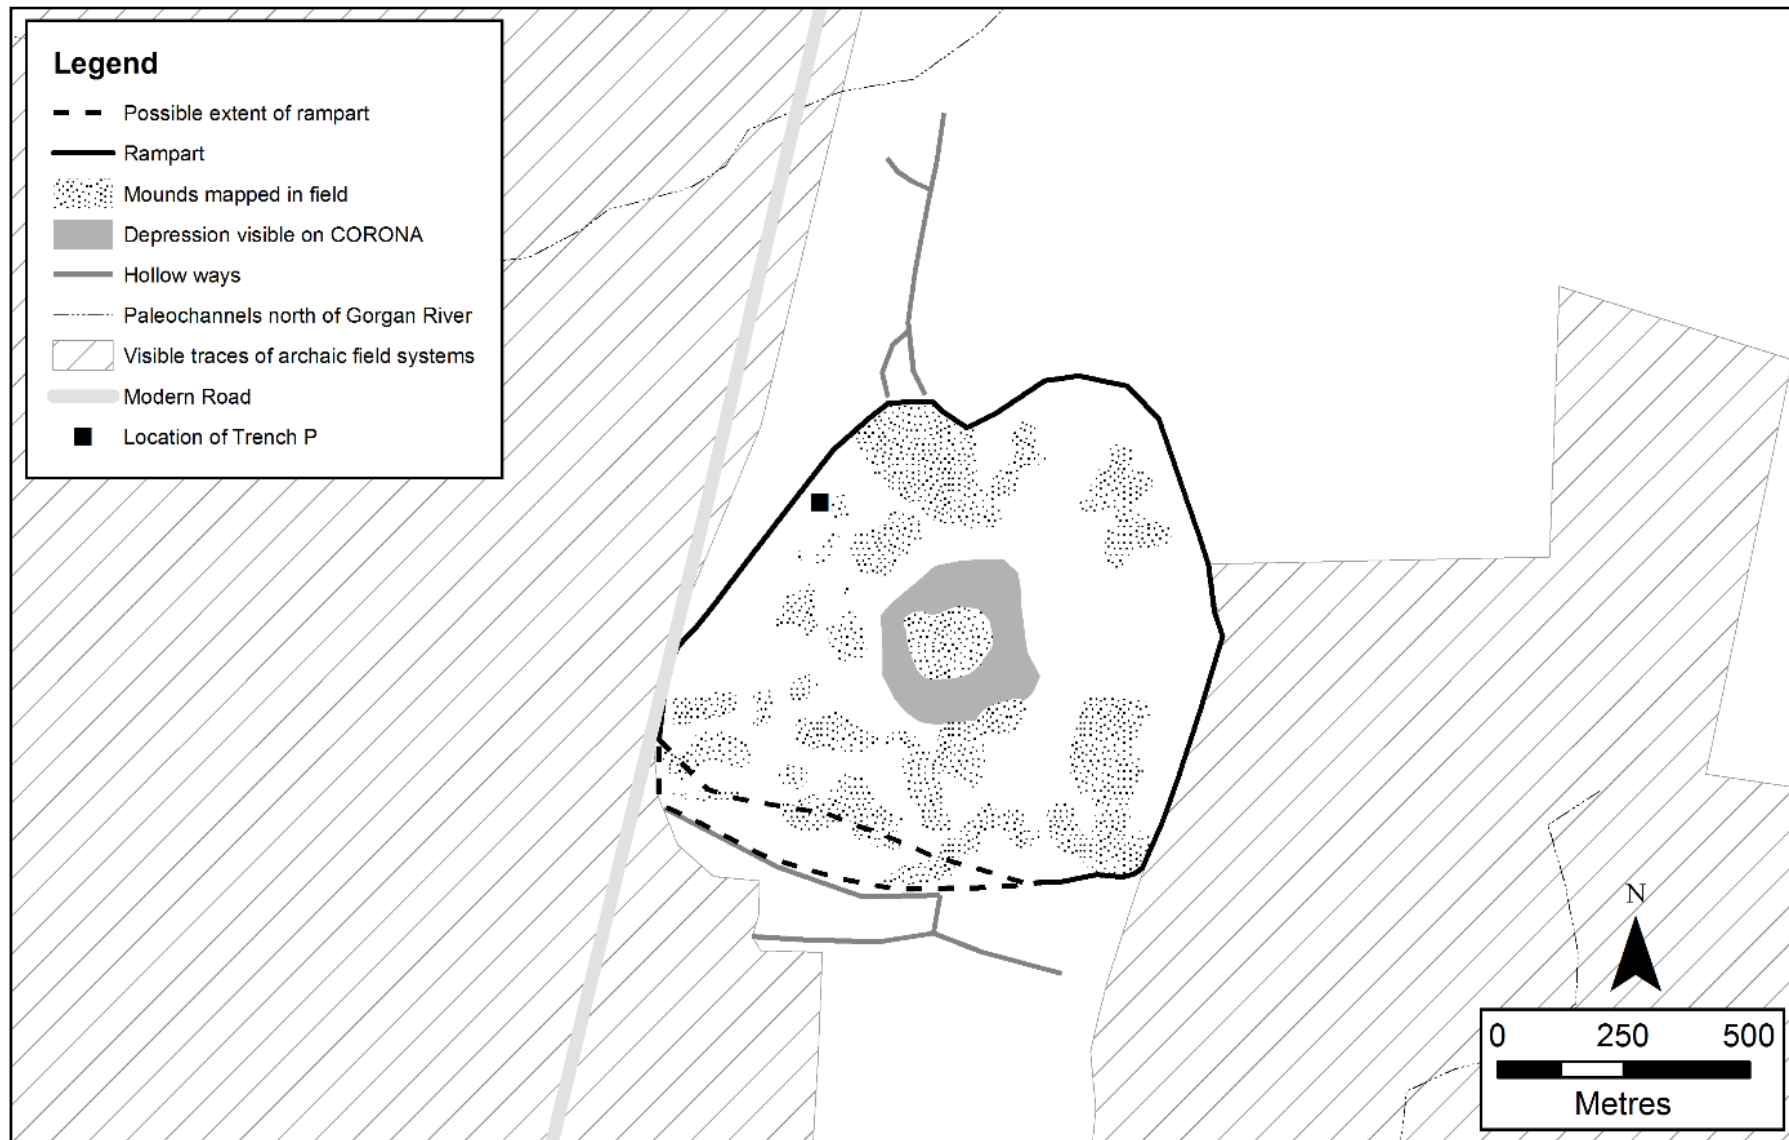 Legend
Possible extent of rampart
Rampart
Mounds mapped in field
Depression visible on CORONA
Hollow ways
Paleochannels north of Gorgan River
Visible traces of archaic field systems
Modern Road
Location of Trench P
N
0 250 500
Metres